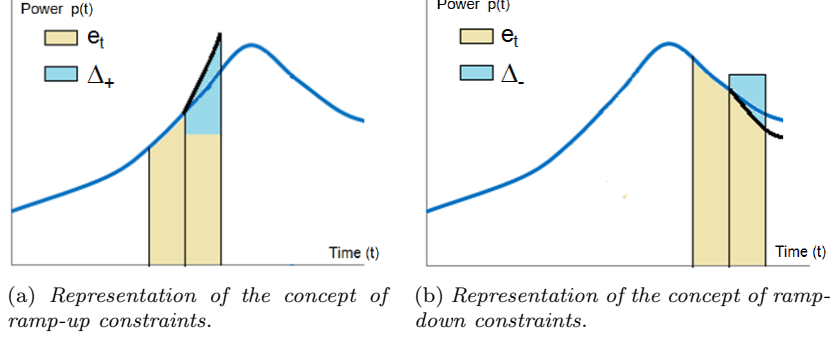 Power p(t)
et
Δ+
Time (t)
(a) Representation of the concept of
ramp-up constraints.
Power p(t)
et
Δ-
Time (t)
(b) Representation of the concept of ramp-
down constraints.